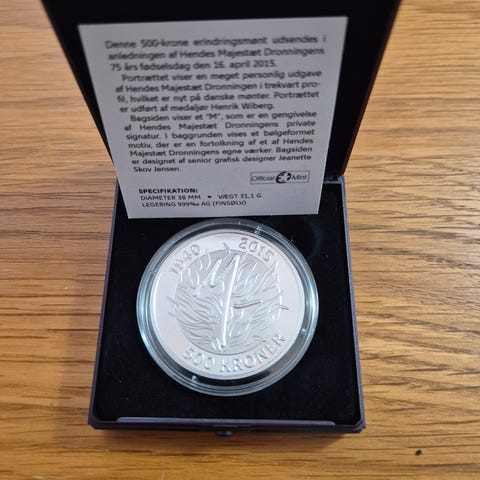 Denne 500-krone erindringsmønt udsendes i
anledningen af Hendes Majestæt Dronningens
75 års fødselsdag den 16. april 2015.
Portrættet viser en meget personlig udgave
af Hendes Majestæt Dronningen i trekvart pro-
fil, hvilket er nyt på danske mønter. Portrættet
er udført af medaljør Henrik Wiberg.
Bagsiden viser et "M", som er en gengivelse
af Hendes Majestæt Dronningens private
signatur. I baggrunden vises et bølgeformet
motiv, der er en fortolkning af et af Hendes
Majestæt Dronningens egne værker. Bagsiden
er designet af senior grafisk designer Jeanette
Skov Jensen.
Official Mint
SPECIFIKATION:
DIAMETER 38 MM • VÆGT 31,1 G
LEGERING 999‰ AG (FINSØLV)
1940 2015
500 KRONER